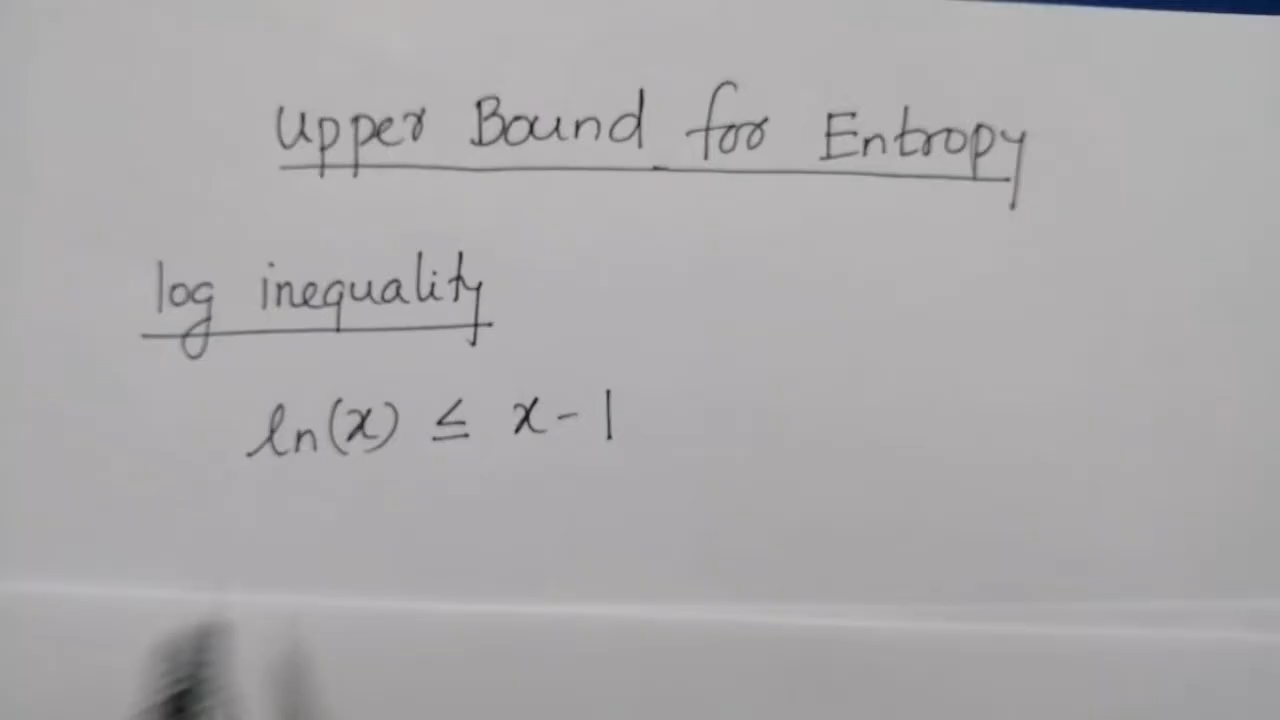 Upper Bound for Entropy
log inequality
ln(x) ≤ x - 1